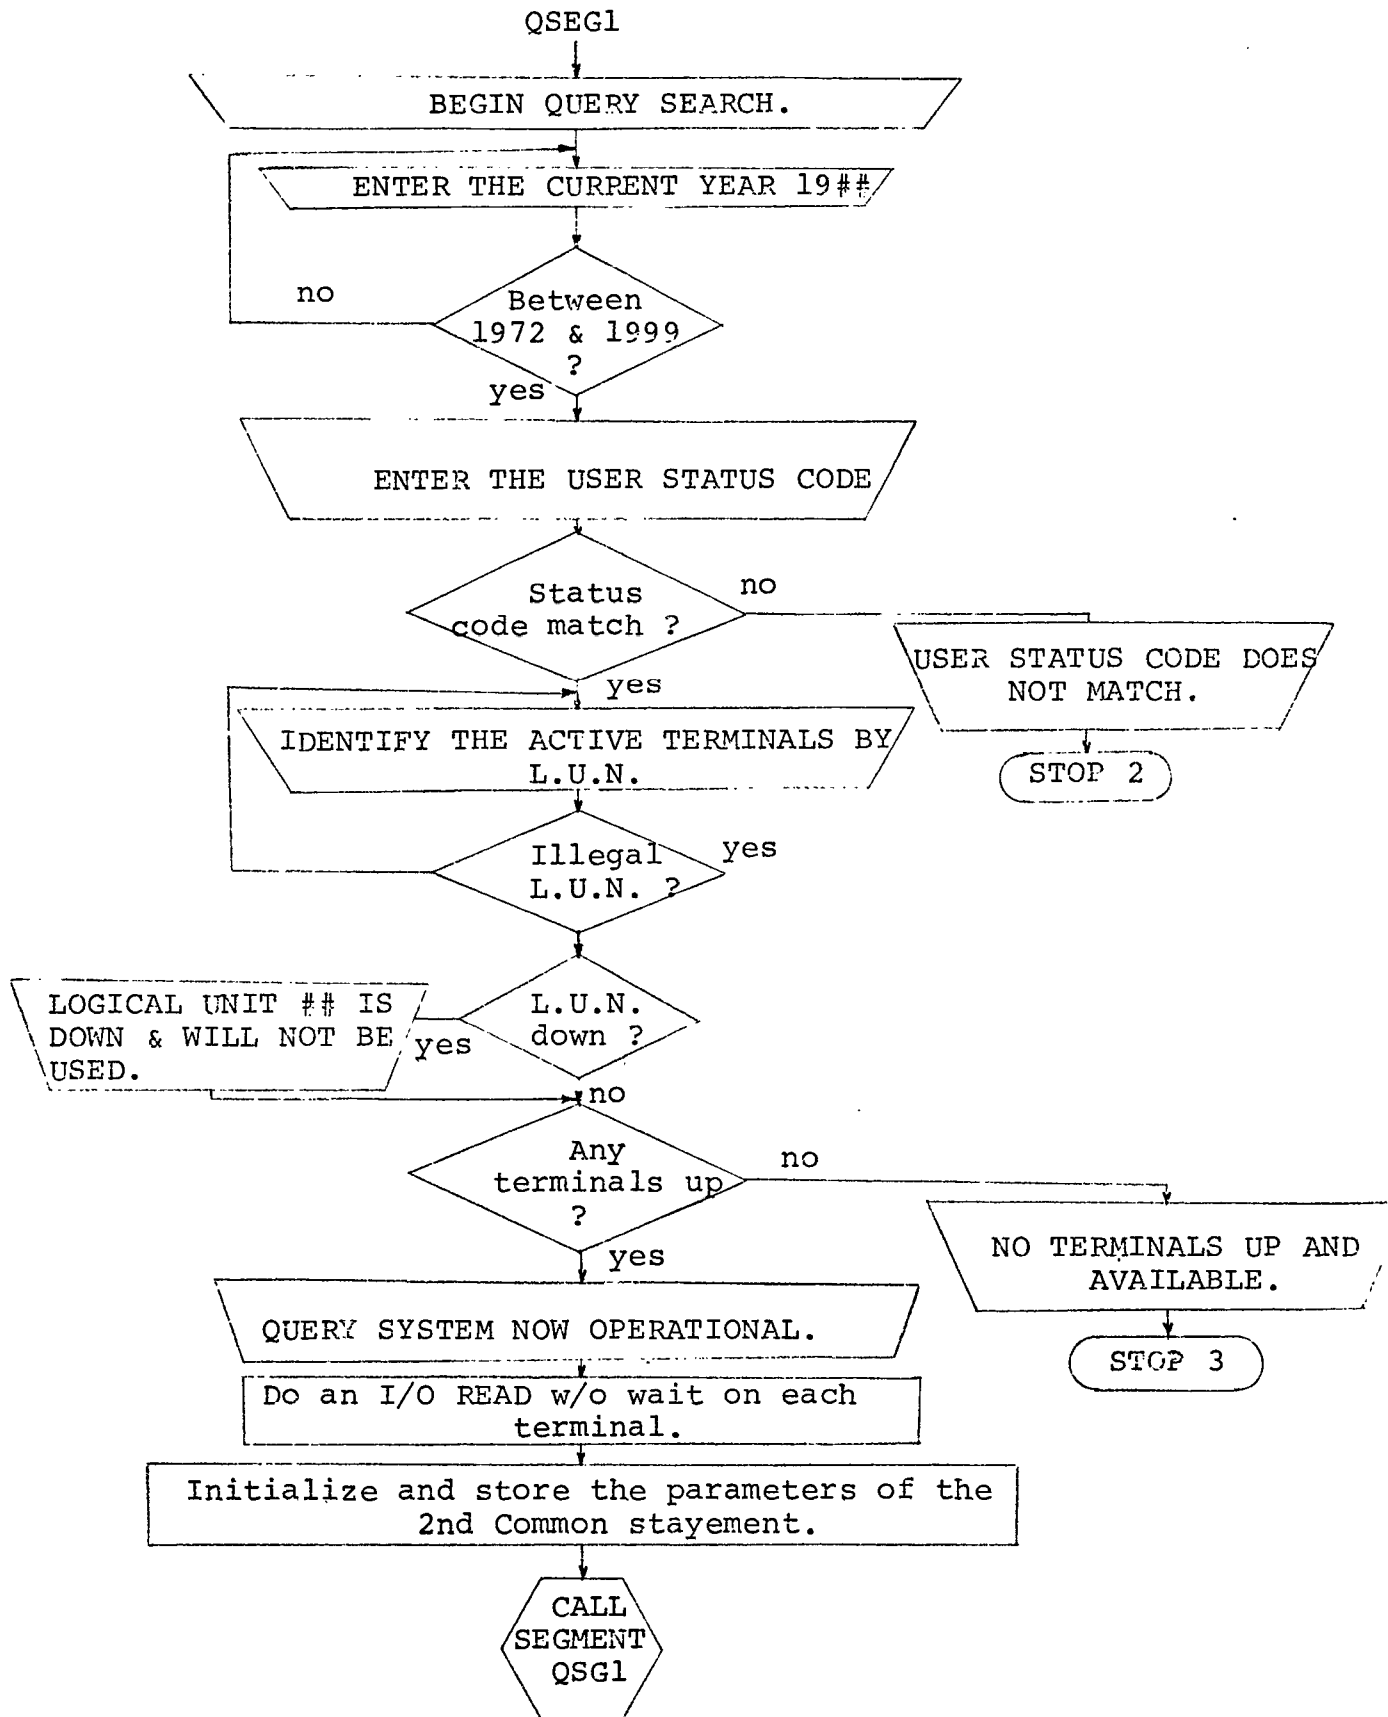 QSEG1
BEGIN QUERY SEARCH.
ENTER THE CURRENT YEAR 19##
no
Between
1972 & 1999
?
yes
ENTER THE USER STATUS CODE
Status
code match ?
no
USER STATUS CODE DOES
NOT MATCH.
STOP 2
yes
IDENTIFY THE ACTIVE TERMINALS BY
L.U.N.
Illegal
L.U.N. ?
yes
L.U.N.
down ?
yes
LOGICAL UNIT ## IS
DOWN & WILL NOT BE
USED.
no
Any
terminals up
?
no
NO TERMINALS UP AND
AVAILABLE.
STOP 3
yes
QUERY SYSTEM NOW OPERATIONAL.
Do an I/O READ w/o wait on each
terminal.
Initialize and store the parameters of the
2nd Common stayement.
CALL
SEGMENT
QSG1